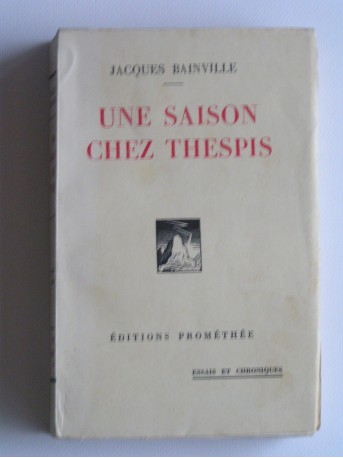 JACQUES BAINVILLE
UNE SAISON
CHEZ THESPIS
ÉDITIONS PROMÉTHÉE
ESSAIS ET CHRONIQUES